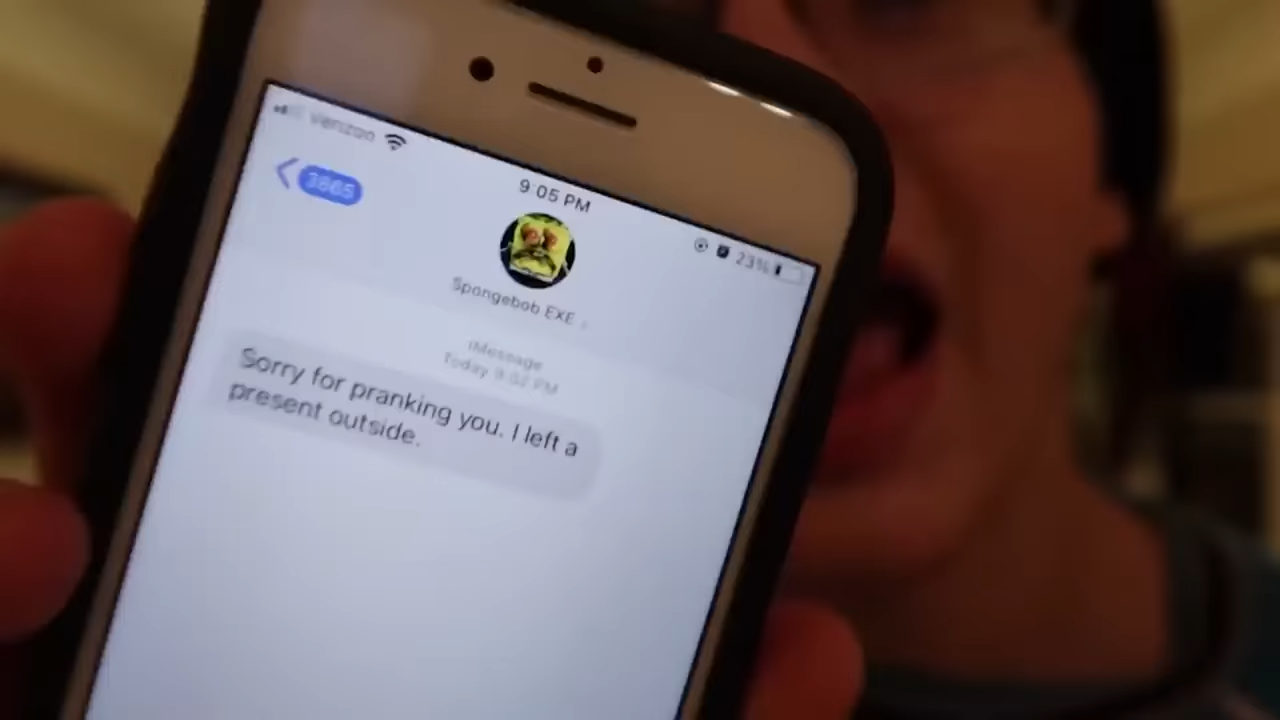 verizon
9:05 PM
23%
3865
Spongebob EXE
iMessage
Today 9:02 PM
Sorry for pranking you. I left a
present outside.